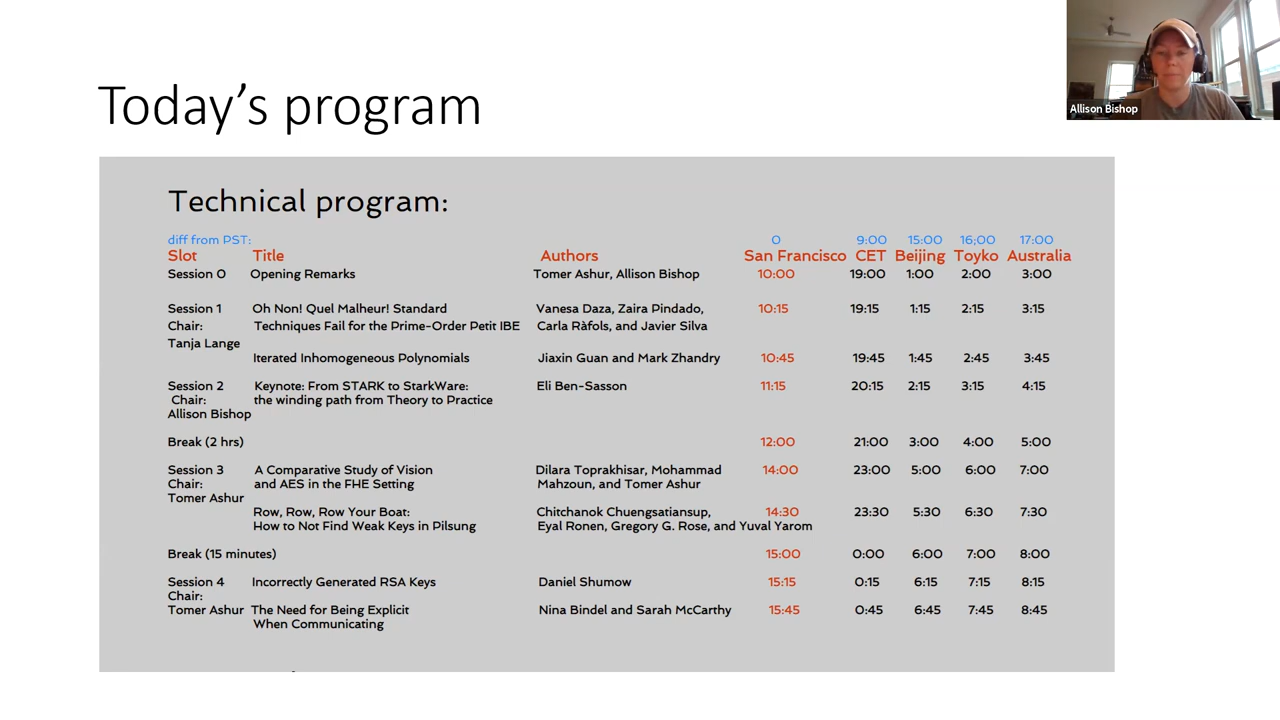 Today's program
Allison Bishop
Technical program:
diff from PST: 0 9:00 15:00 16;00 17:00
Slot Title Authors San Francisco CET Beijing Toyko Australia
Session 0 Opening Remarks Tomer Ashur, Allison Bishop 10:00 19:00 1:00 2:00 3:00
Session 1 Oh Non! Quel Malheur! Standard Vanesa Daza, Zaira Pindado, 10:15 19:15 1:15 2:15 3:15
Chair: Techniques Fail for the Prime-Order Petit IBE Carla Ràfols, and Javier Silva
Tanja Lange
Iterated Inhomogeneous Polynomials Jiaxin Guan and Mark Zhandry 10:45 19:45 1:45 2:45 3:45
Session 2 Keynote: From STARK to StarkWare: Eli Ben-Sasson 11:15 20:15 2:15 3:15 4:15
Chair: the winding path from Theory to Practice
Allison Bishop
Break (2 hrs) 12:00 21:00 3:00 4:00 5:00
Session 3 A Comparative Study of Vision Dilara Toprakhisar, Mohammad 14:00 23:00 5:00 6:00 7:00
Chair: and AES in the FHE Setting Mahzoun, and Tomer Ashur
Tomer Ashur
Row, Row, Row Your Boat: Chitchanok Chuengsatiansup, 14:30 23:30 5:30 6:30 7:30
How to Not Find Weak Keys in Pilsung Eyal Ronen, Gregory G. Rose, and Yuval Yarom
Break (15 minutes) 15:00 0:00 6:00 7:00 8:00
Session 4 Incorrectly Generated RSA Keys Daniel Shumow 15:15 0:15 6:15 7:15 8:15
Chair:
Tomer Ashur The Need for Being Explicit Nina Bindel and Sarah McCarthy 15:45 0:45 6:45 7:45 8:45
When Communicating